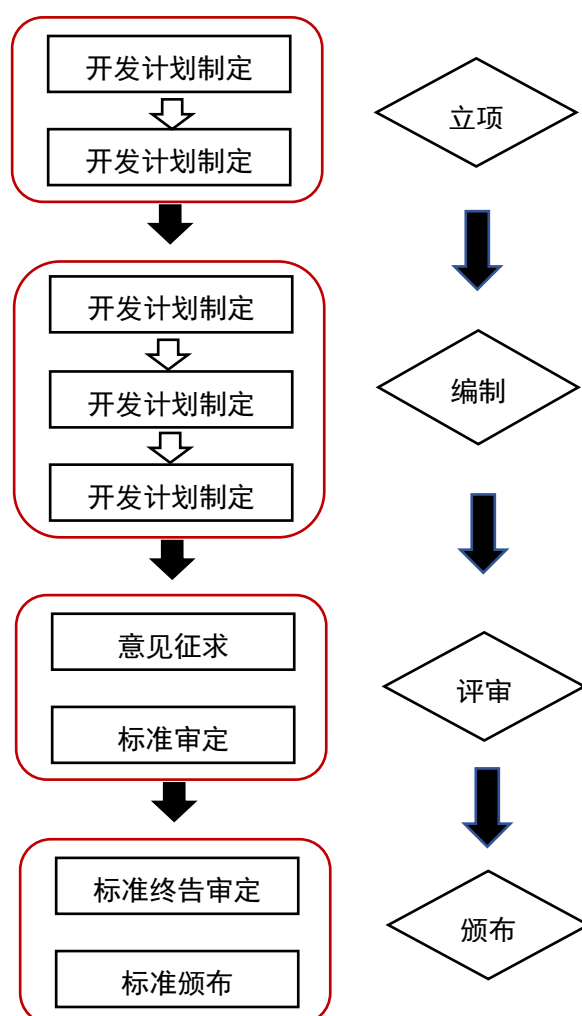 开发计划制定
开发计划制定
立项
开发计划制定
开发计划制定
开发计划制定
编制
意见征求
标准审定
评审
标准终告审定
标准颁布
颁布